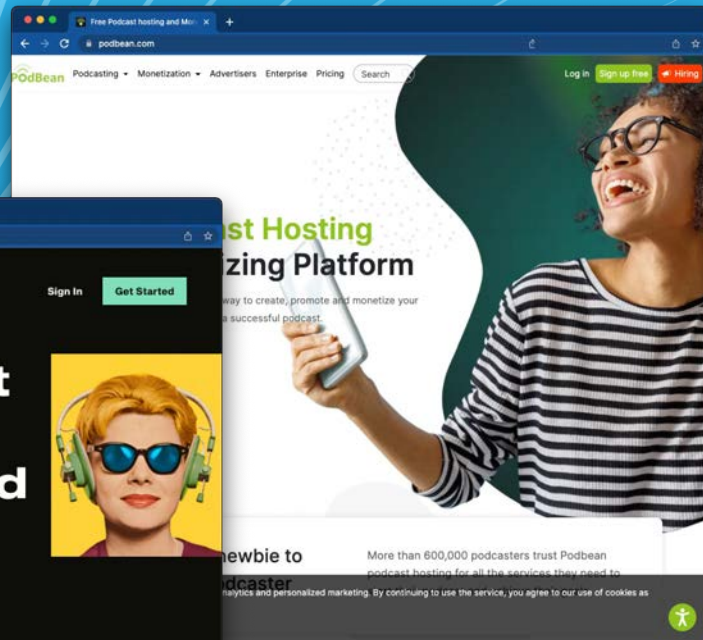 Free Podcast hosting and Mon
podbean.com
PodBean Podcasting Monetization Advertisers Enterprise Pricing Search Log in Sign up free Hiring
st Hosting
izing Platform
way to create, promote and monetize your
a successful podcast.
Sign In Get Started
t
d
newbie to
dcaster
More than 600,000 podcasters trust Podbean
podcast hosting for all the services they need to
nalytics and personalized marketing. By continuing to use the service, you agree to our use of cookies as